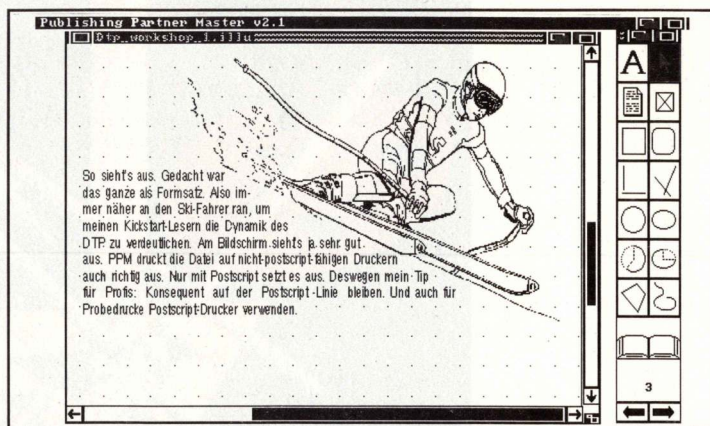 Publishing Partner Master v2.1
Dtp_workshop_1.illu
A
So sieht's aus. Gedacht war
das ganze als Formsatz. Also im-
mer näher an den Ski-Fahrer ran, um
meinen Kickstart-Lesern die Dynamik des
DTP zu verdeutlichen. Am Bildschirm sieht's ja sehr gut
aus. PPM druckt die Datei auf nicht-postscript-fähigen Druckern
auch richtig aus. Nur mit Postscript setzt es aus. Deswegen mein Tip
für Profis: Konsequent auf der Postscript-Linie bleiben. Und auch für
Probedrucke Postscript-Drucker verwenden.
3